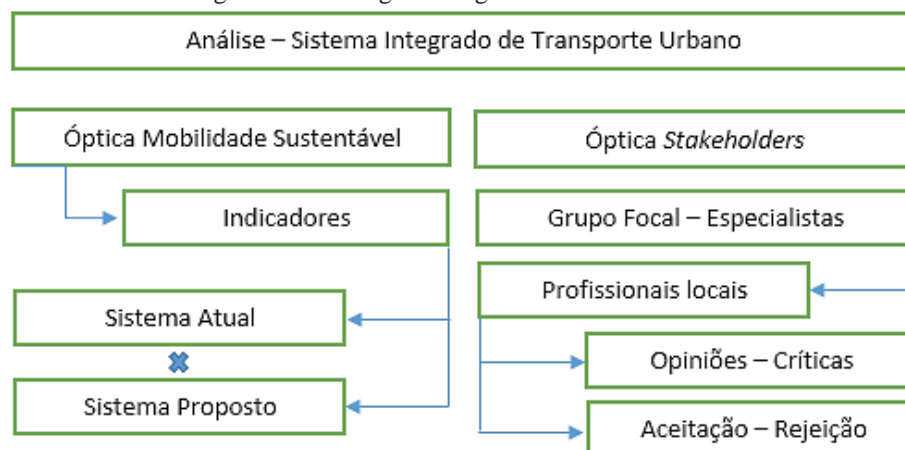 Análise – Sistema Integrado de Transporte Urbano
Óptica Mobilidade Sustentável
Óptica Stakeholders
Indicadores
Grupo Focal – Especialistas
Profissionais locais
Sistema Atual
Opiniões – Críticas
Sistema Proposto
Aceitação – Rejeição